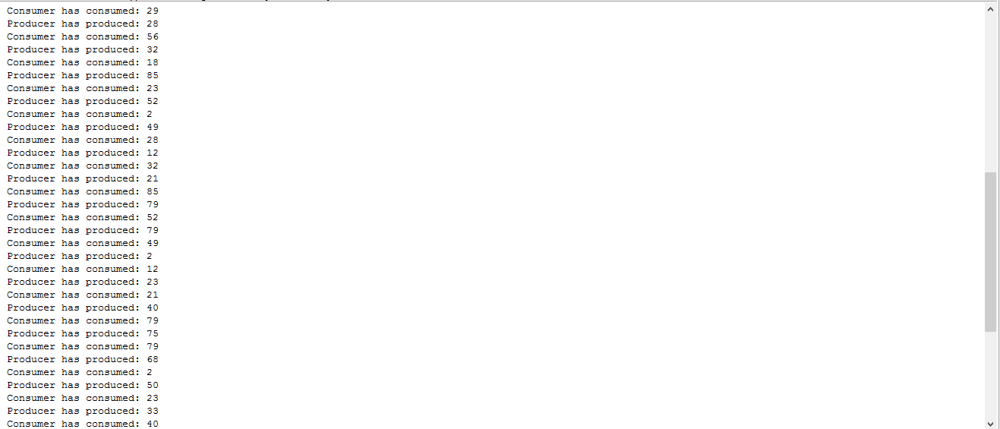 Consumer has consumed: 29
Producer has produced: 28
Consumer has consumed: 56
Producer has produced: 32
Consumer has consumed: 18
Producer has produced: 85
Consumer has consumed: 23
Producer has produced: 52
Consumer has consumed: 2
Producer has produced: 49
Consumer has consumed: 28
Producer has produced: 12
Consumer has consumed: 32
Producer has produced: 21
Consumer has consumed: 85
Producer has produced: 79
Consumer has consumed: 52
Producer has produced: 79
Consumer has consumed: 49
Producer has produced: 2
Consumer has consumed: 12
Producer has produced: 23
Consumer has consumed: 21
Producer has produced: 40
Consumer has consumed: 79
Producer has produced: 75
Consumer has consumed: 79
Producer has produced: 68
Consumer has consumed: 2
Producer has produced: 50
Consumer has consumed: 23
Producer has produced: 33
Consumer has consumed: 40